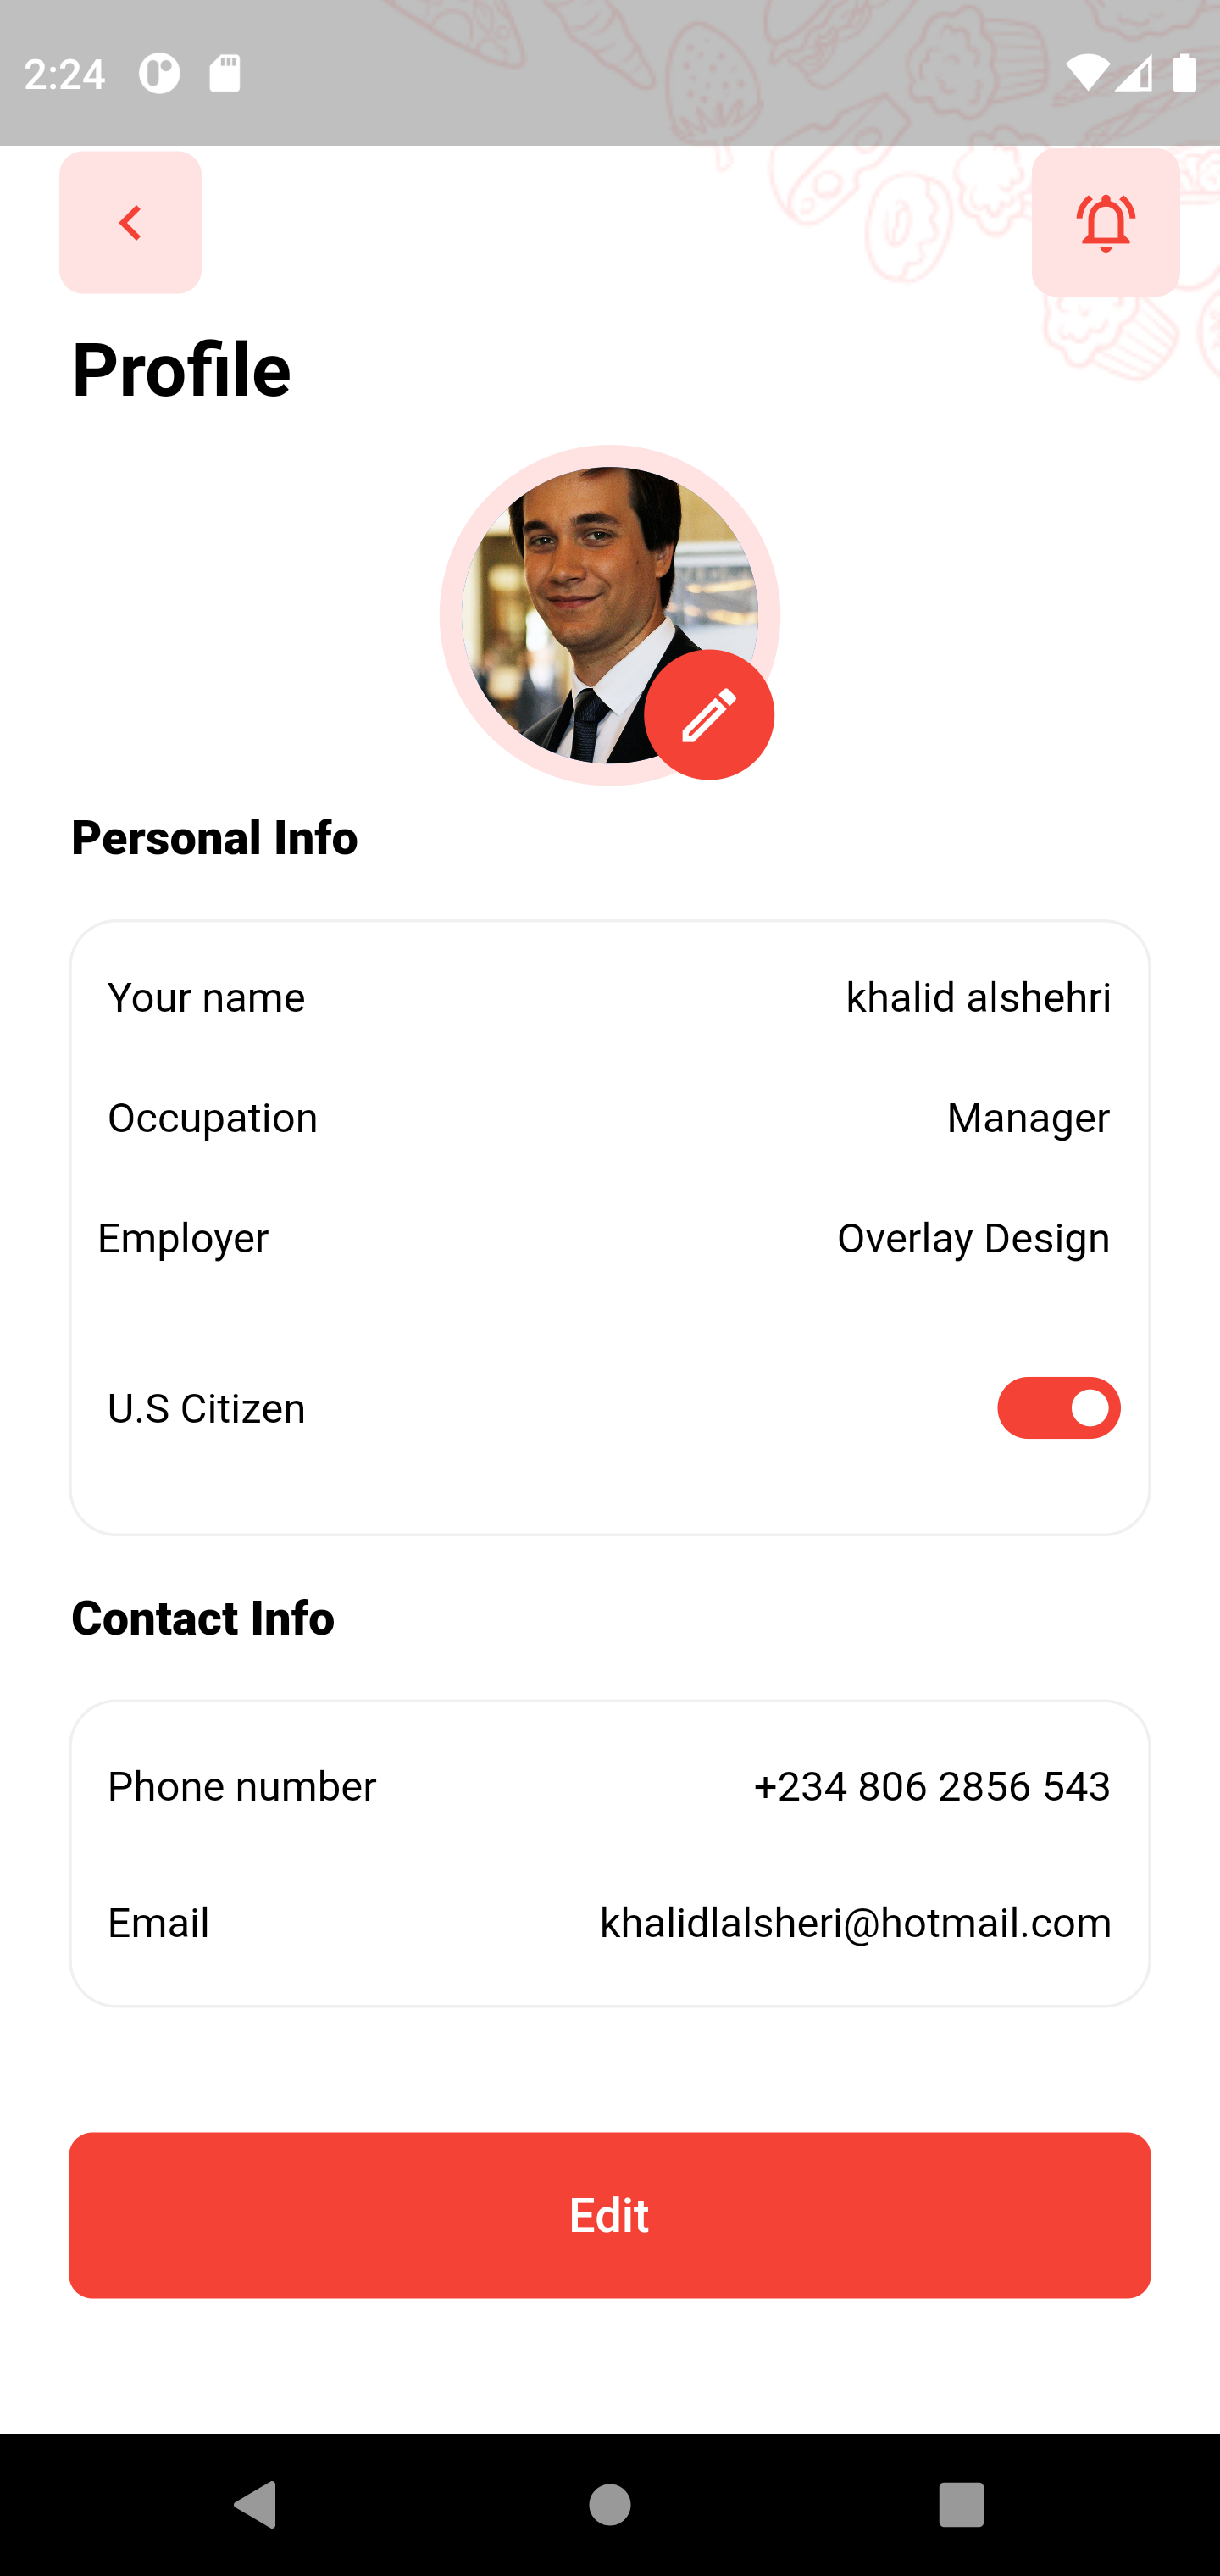 2:24
Profile
Personal Info
Your name khalid alshehri
Occupation Manager
Employer Overlay Design
U.S Citizen
Contact Info
Phone number +234 806 2856 543
Email khalidlalsheri@hotmail.com
Edit